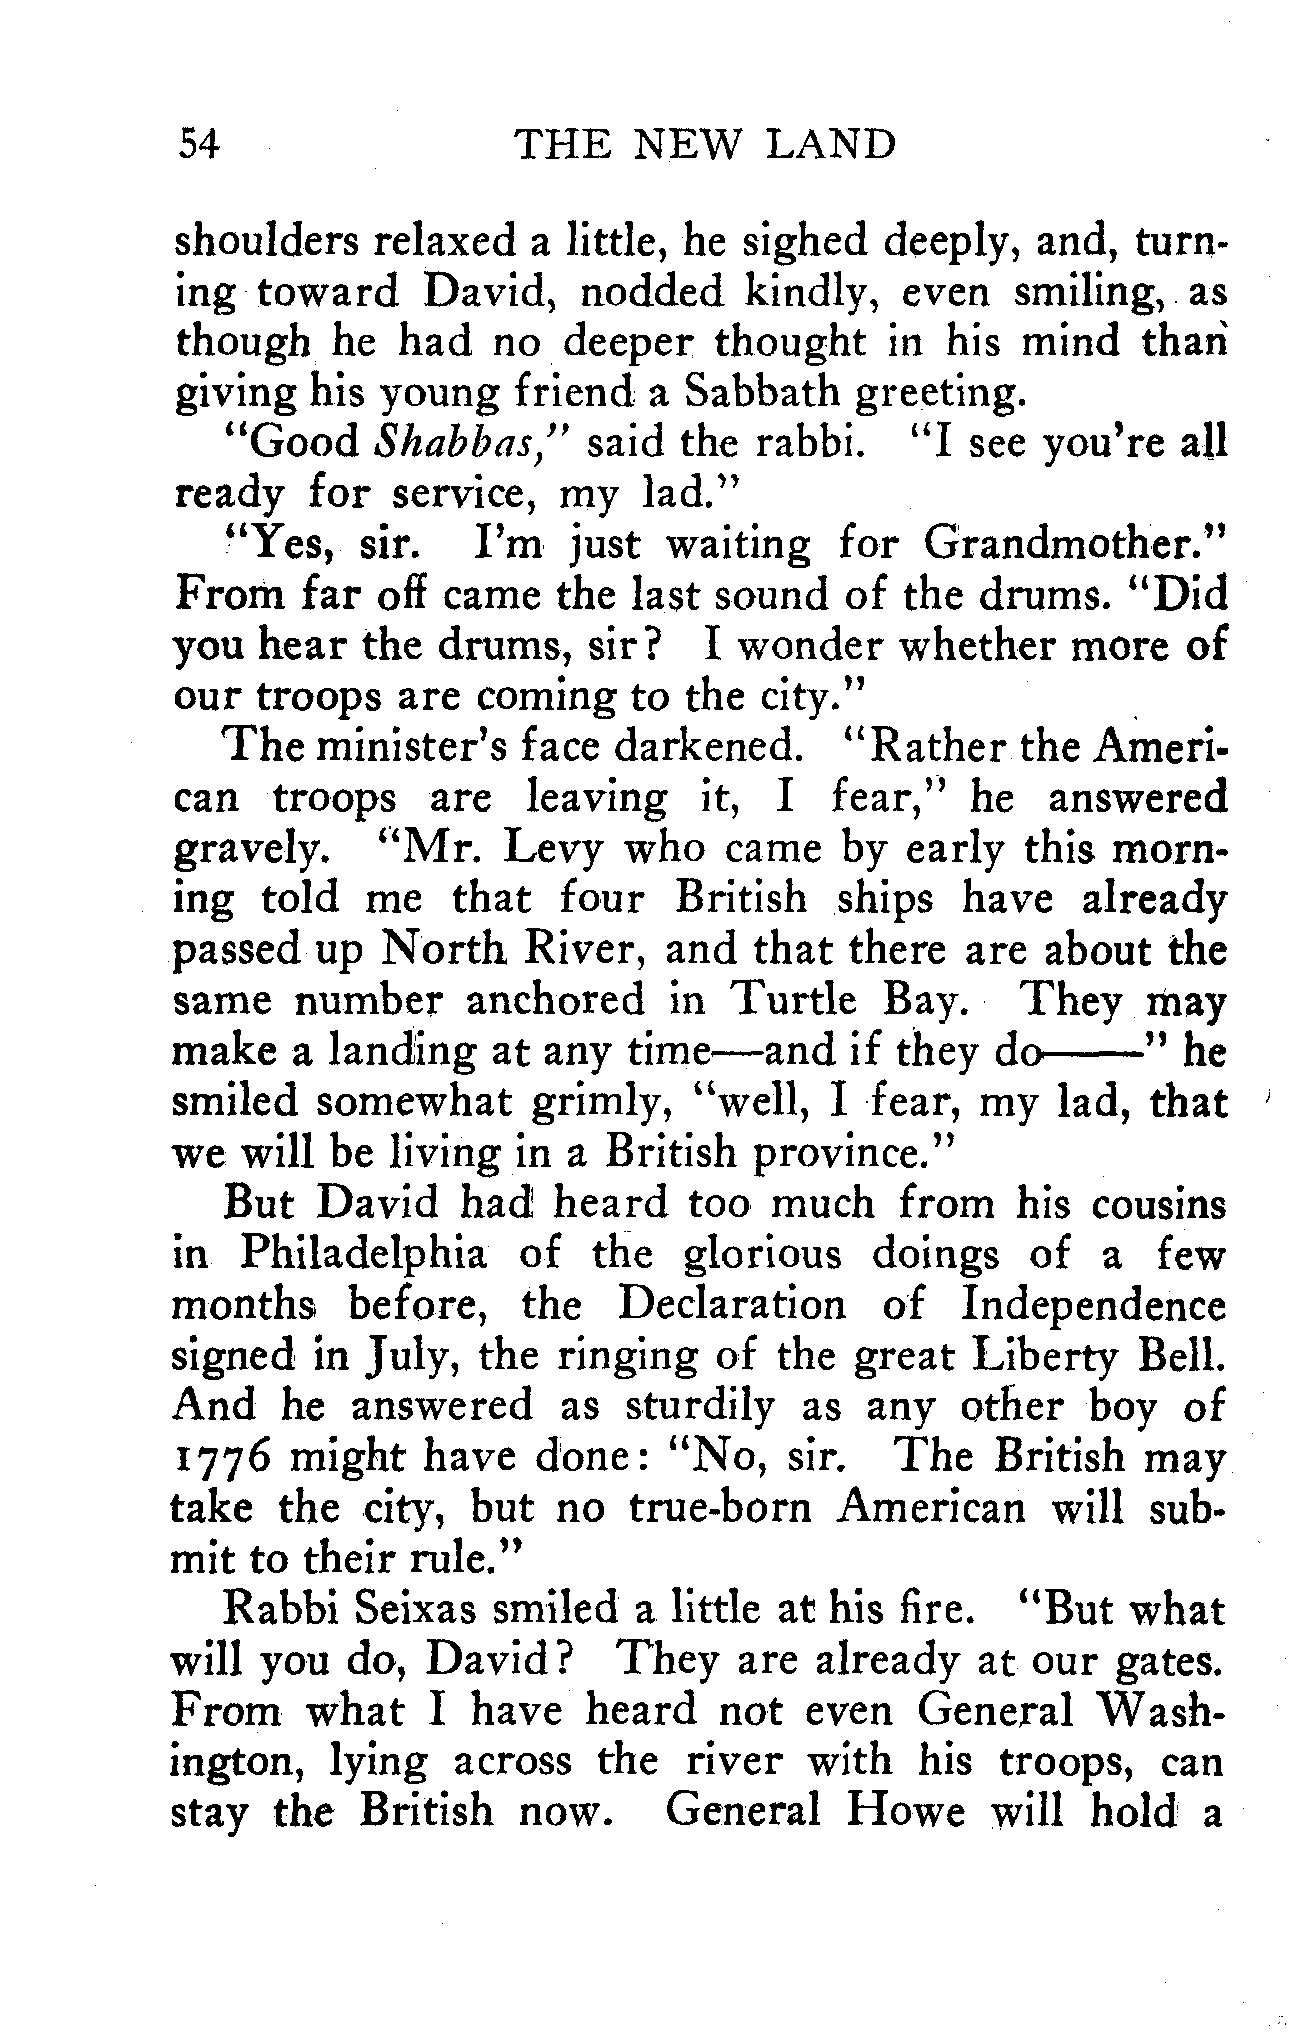 54 THE NEW LAND
shoulders relaxed a little, he sighed deeply, and, turn-
ing toward David, nodded kindly, even smiling, as
though he had no deeper thought in his mind than
giving his young friend a Sabbath greeting.
"Good Shabbas," said the rabbi. "I see you're all
ready for service, my lad."
"Yes, sir. I'm just waiting for Grandmother."
From far off came the last sound of the drums. "Did
you hear the drums, sir? I wonder whether more of
our troops are coming to the city."
The minister's face darkened. "Rather the Ameri-
can troops are leaving it, I fear," he answered
gravely. "Mr. Levy who came by early this morn-
ing told me that four British ships have already
passed up North River, and that there are about the
same number anchored in Turtle Bay. They may
make a landing at any time—and if they do——" he
smiled somewhat grimly, "well, I fear, my lad, that
we will be living in a British province."
But David had heard too much from his cousins
in Philadelphia of the glorious doings of a few
months before, the Declaration of Independence
signed in July, the ringing of the great Liberty Bell.
And he answered as sturdily as any other boy of
1776 might have done: "No, sir. The British may
take the city, but no true-born American will sub-
mit to their rule."
Rabbi Seixas smiled a little at his fire. "But what
will you do, David? They are already at our gates.
From what I have heard not even General Wash-
ington, lying across the river with his troops, can
stay the British now. General Howe will hold a